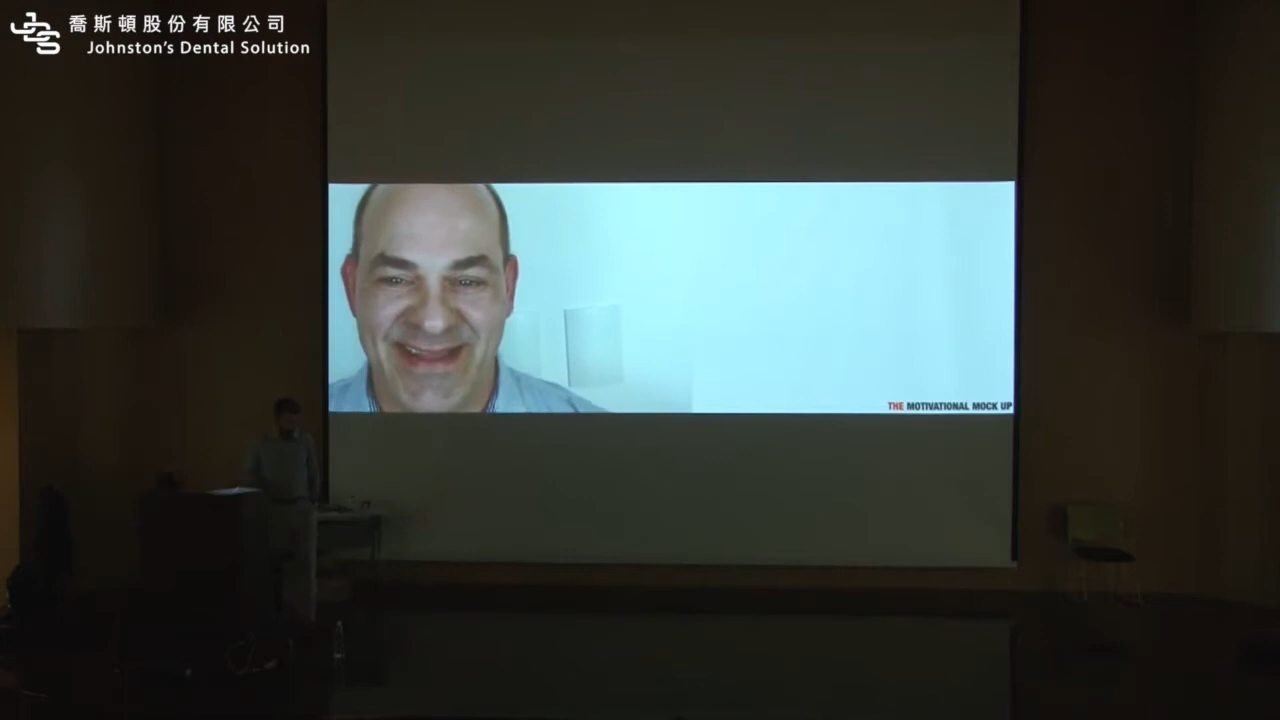 喬斯頓股份有限公司
Johnston's Dental Solution
THE MOTIVATIONAL MOCK UP